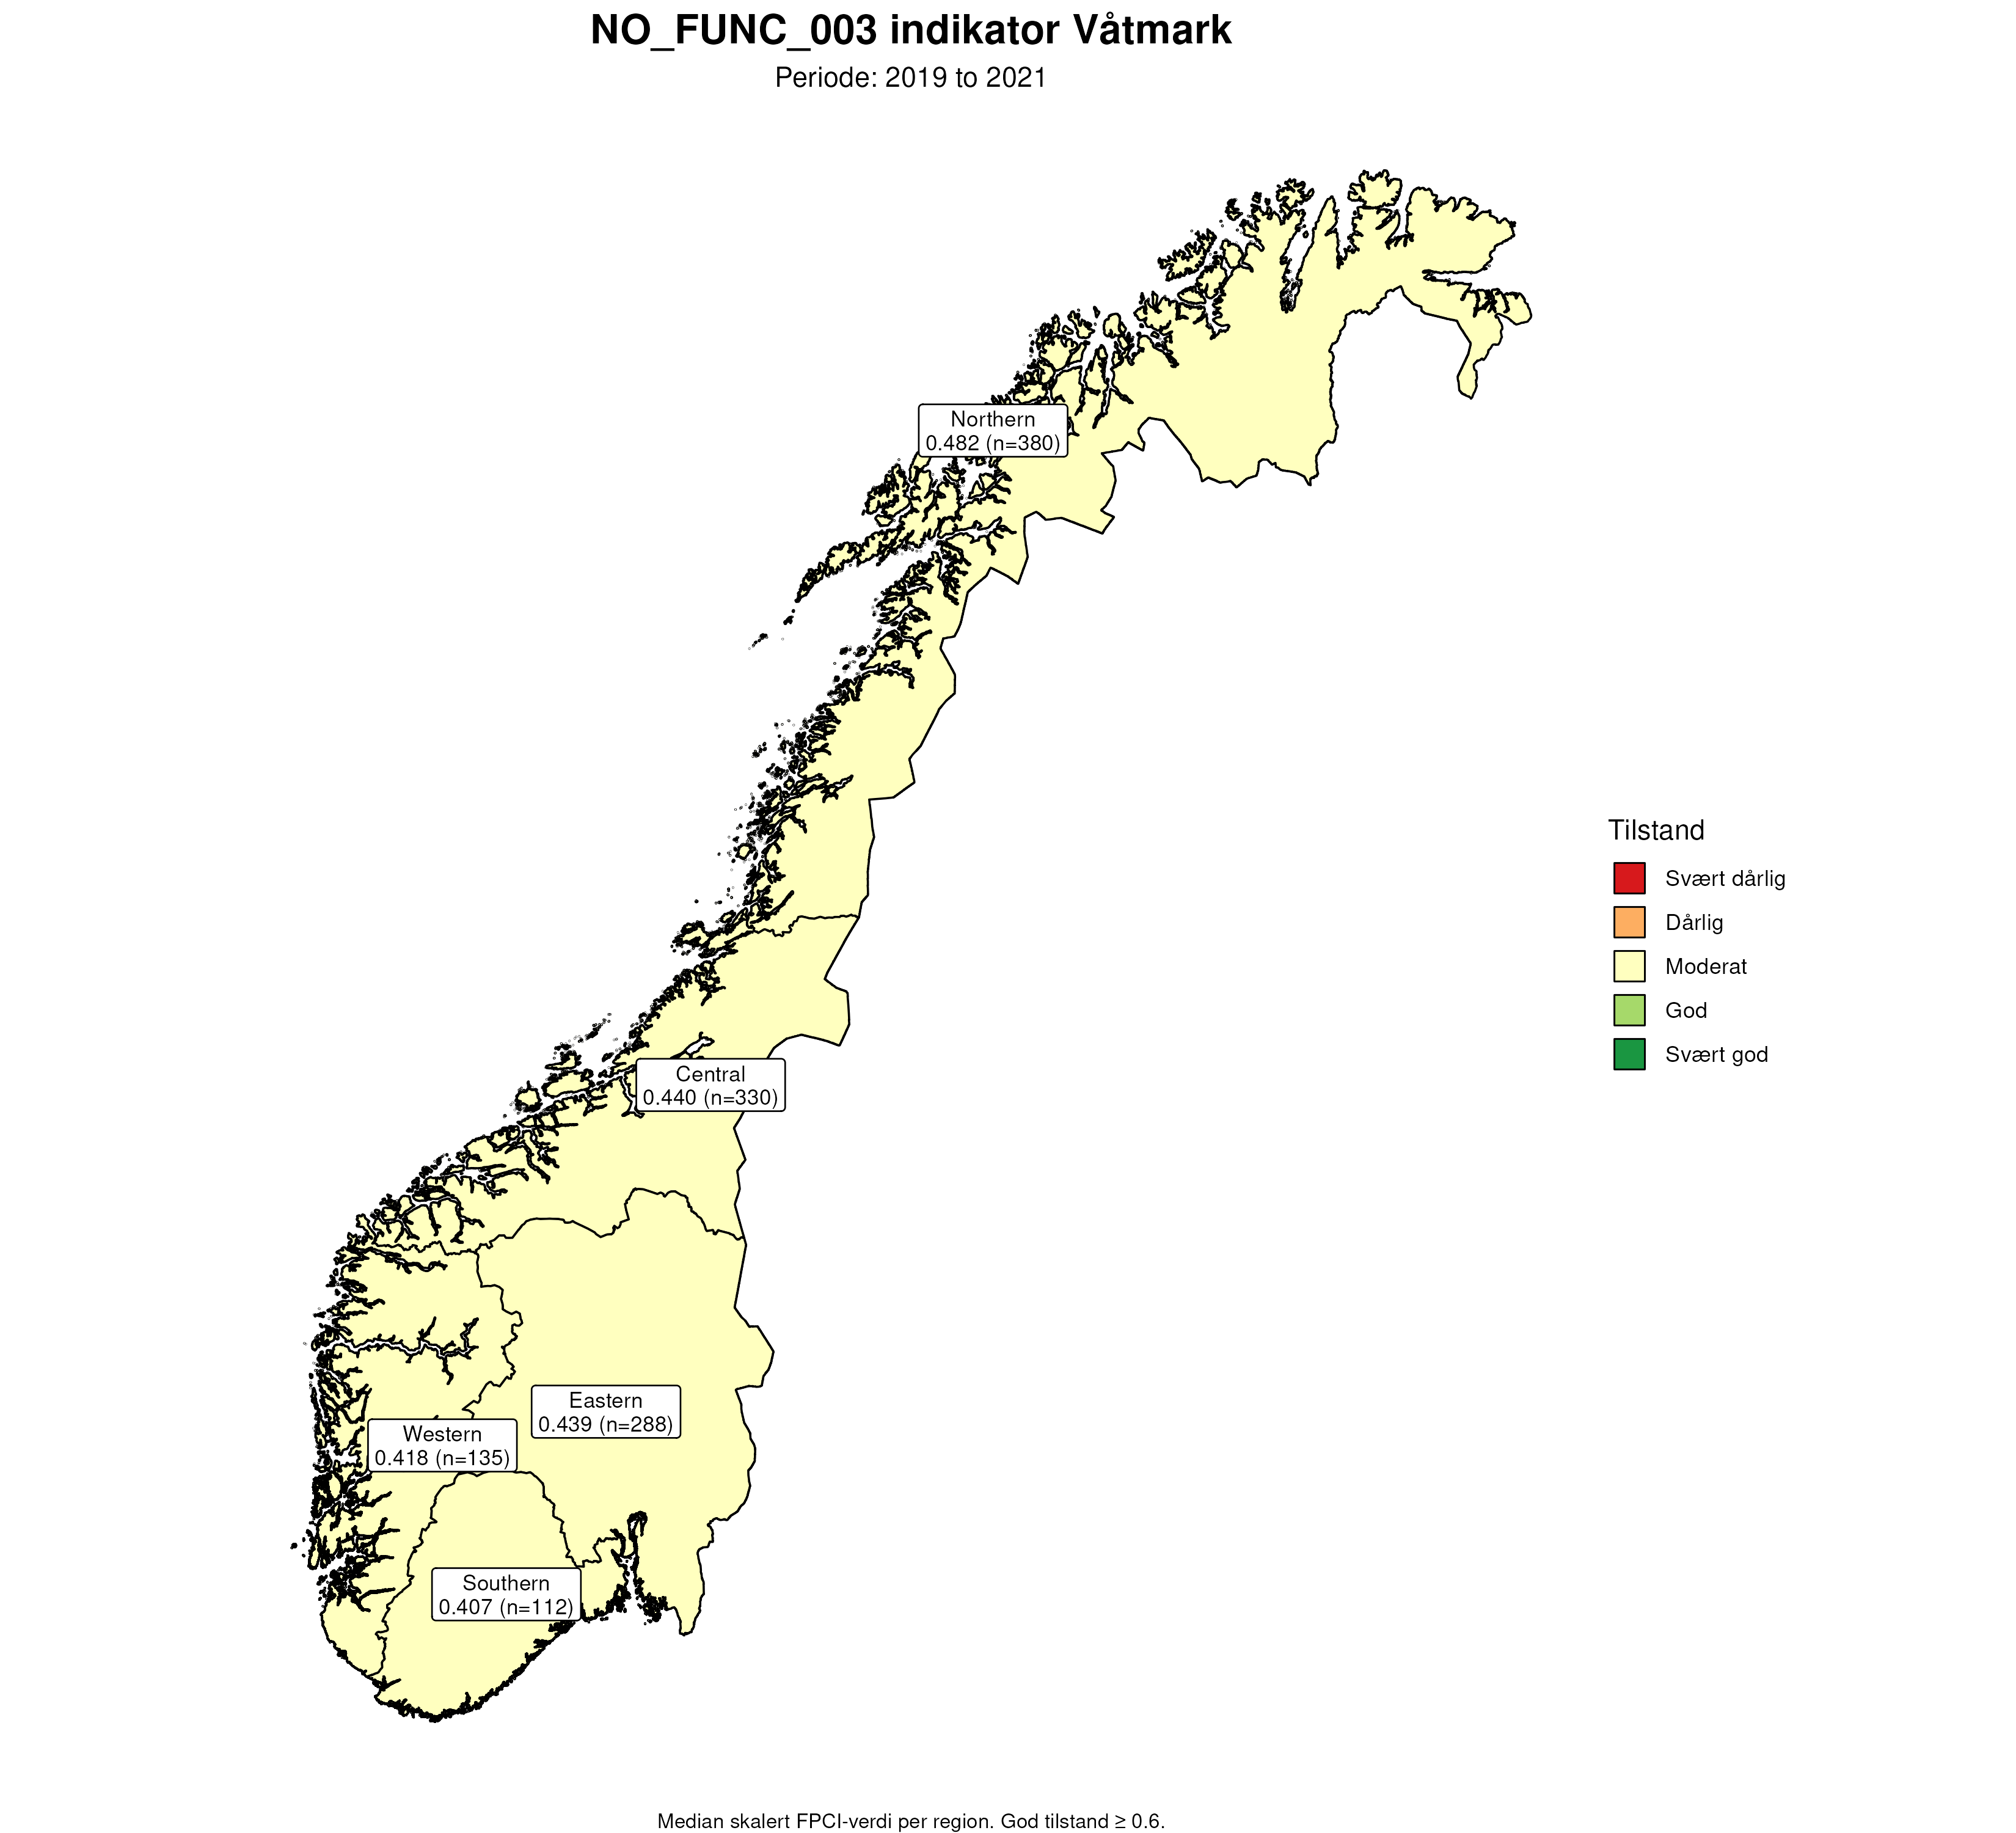 NO_FUNC_003 indikator Våtmark
Periode: 2019 to 2021
Northern
0.482 (n=380)
Central
0.440 (n=330)
Eastern
0.439 (n=288)
Western
0.418 (n=135)
Southern
0.407 (n=112)
Tilstand
Svært dårlig
Dårlig
Moderat
God
Svært god
Median skalert FPCI-verdi per region. God tilstand ≥ 0.6.